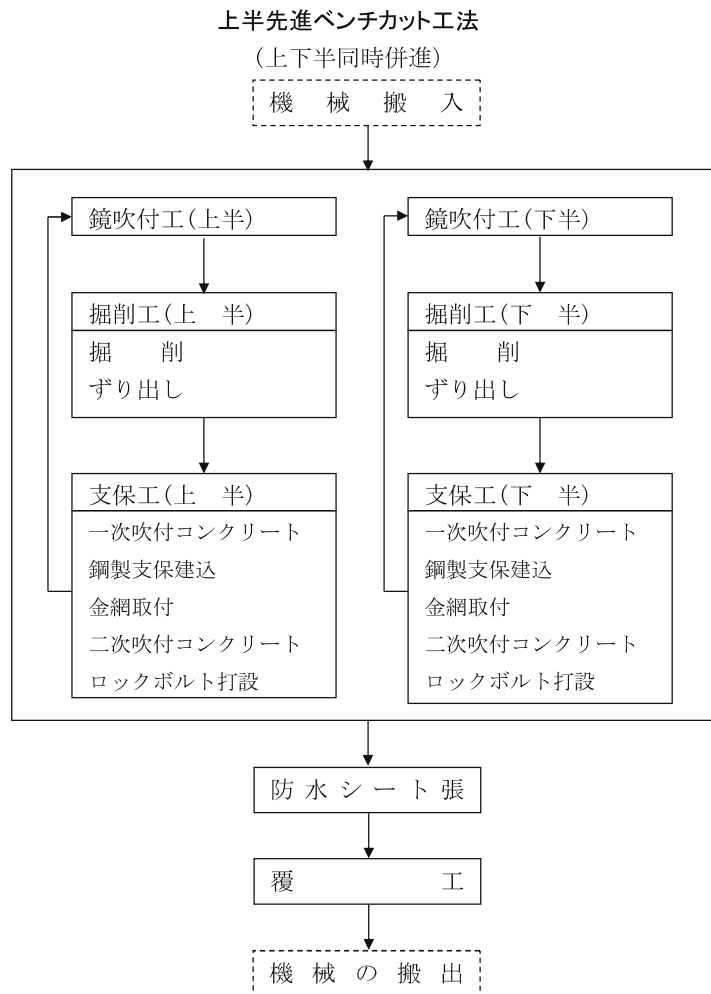 上半先進ベンチカット工法
(上下半同時併進)
機械搬入
鏡吹付工(上半)
掘削工(上 半)
掘 削
ずり出し
支保工(上 半)
一次吹付コンクリート
鋼製支保建込
金網取付
二次吹付コンクリート
ロックボルト打設
鏡吹付工(下半)
掘削工(下 半)
掘 削
ずり出し
支保工(下 半)
一次吹付コンクリート
鋼製支保建込
金網取付
二次吹付コンクリート
ロックボルト打設
防水シート張
覆 工
機械の搬出